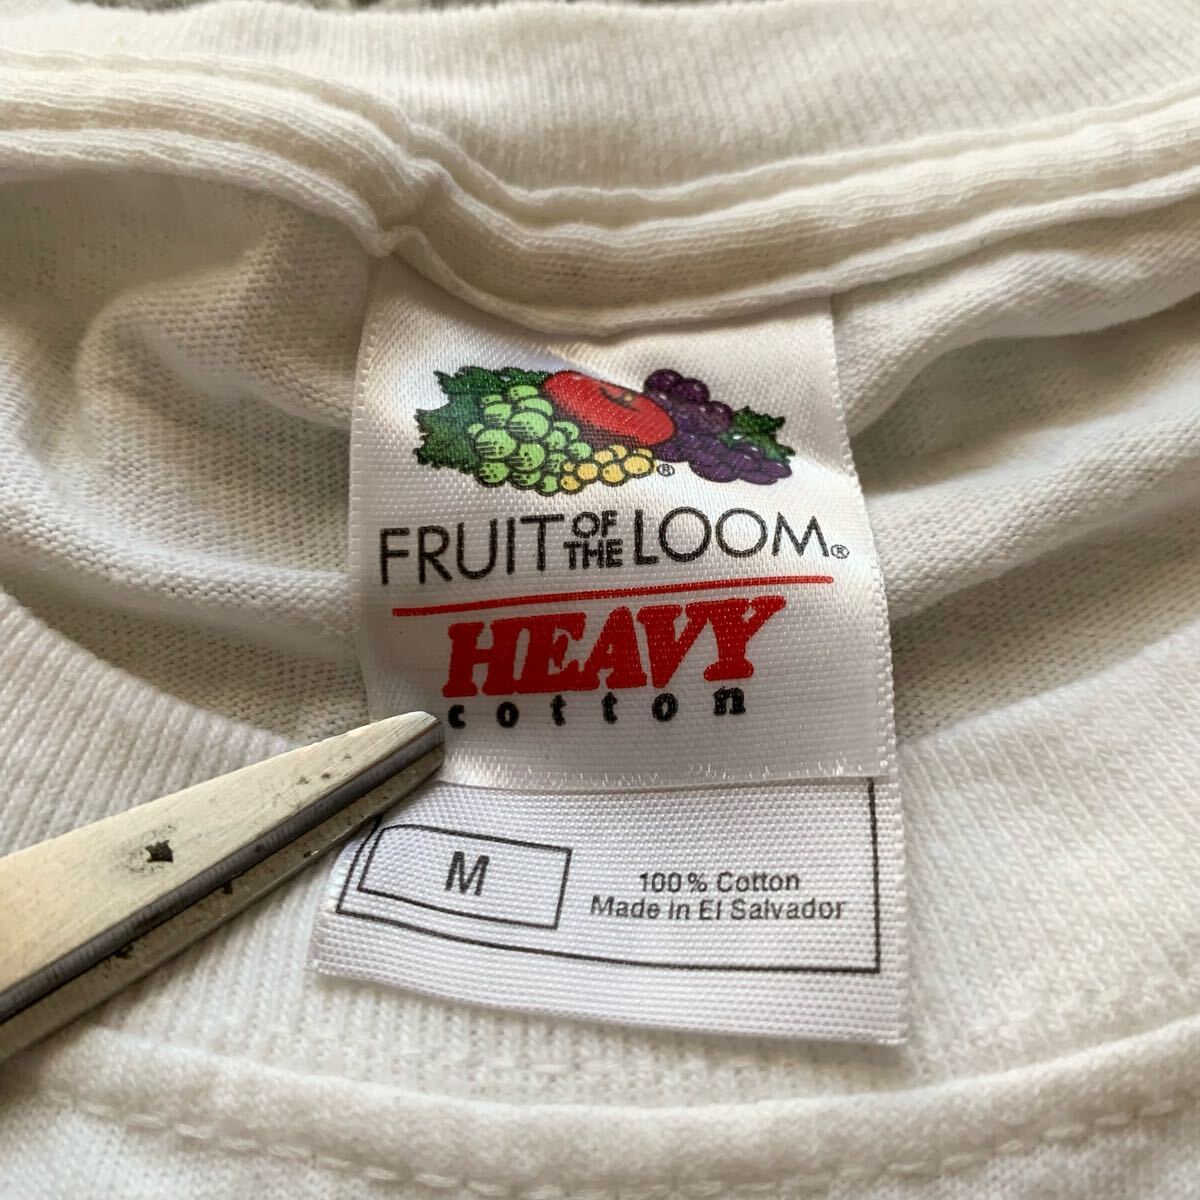 ®
FRUIT OF THE LOOM®
HEAVY
cotton
M
100% Cotton
Made in El Salvador